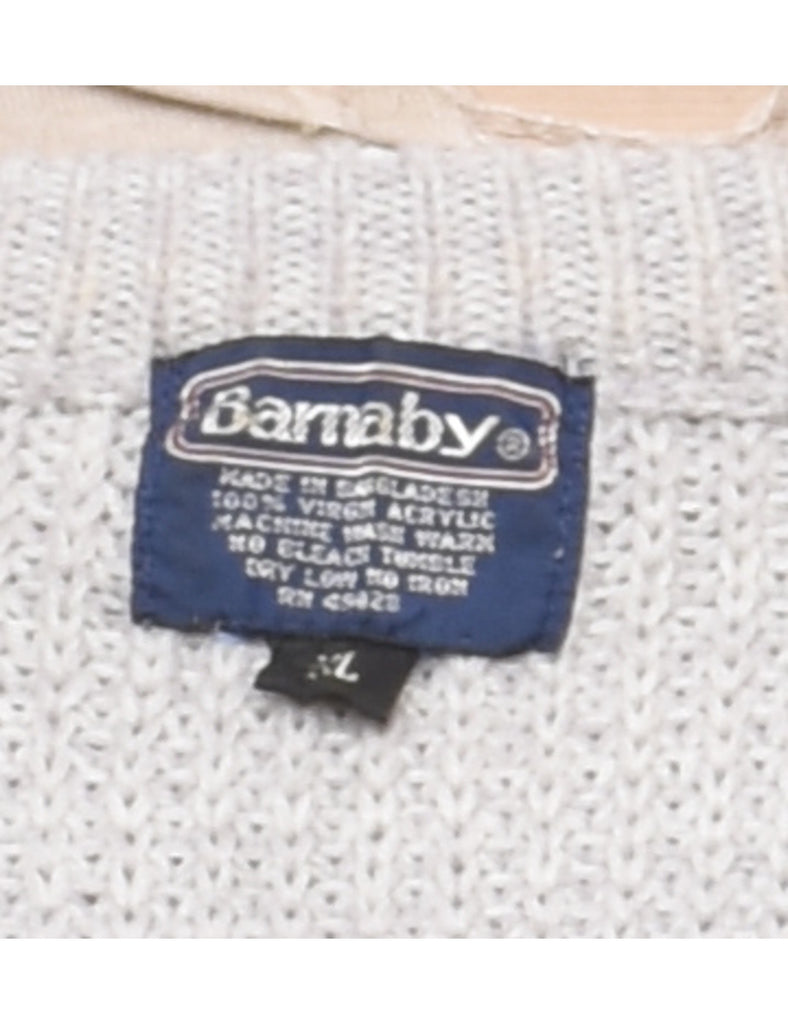 Barnaby®
MADE IN BANGLADESH
100% VIRGIN ACRYLIC
MACHINE WASH WARM
NO BLEACH TUMBLE
DRY LOW NO IRON
RN
XL